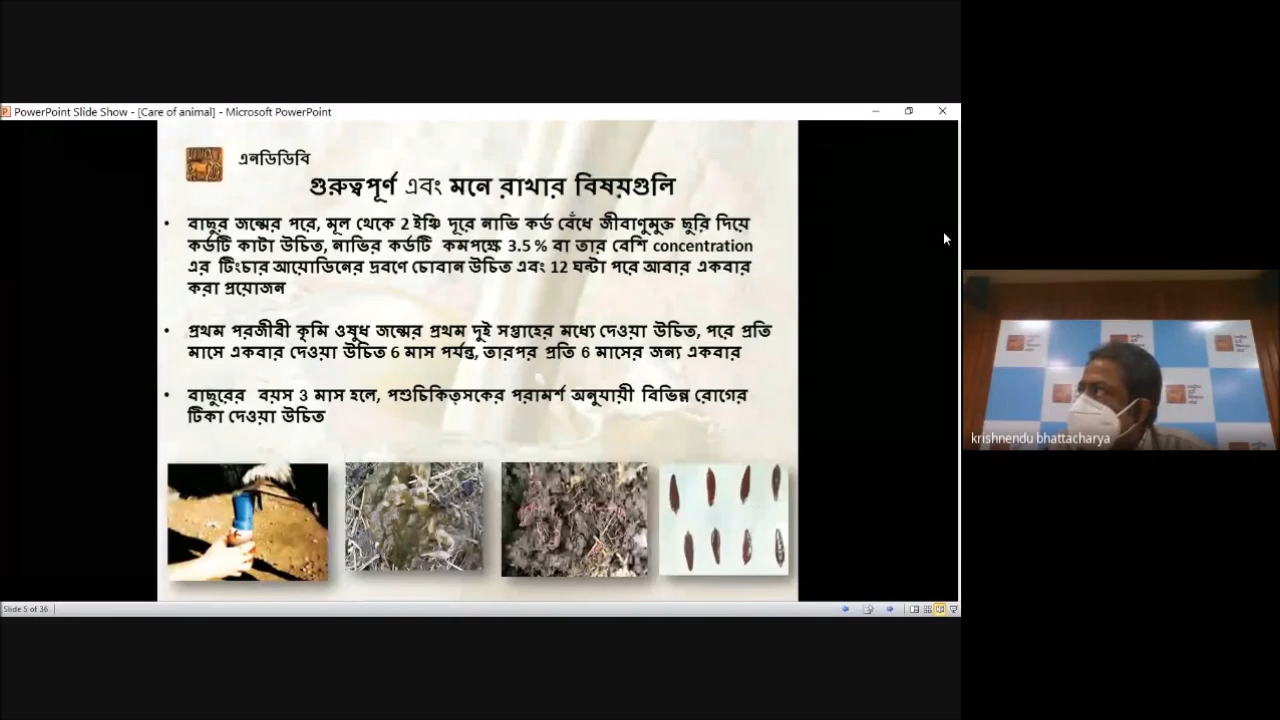 PowerPoint Slide Show - [Care of animal] - Microsoft PowerPoint
এনডিডিবি
গুরুত্বপূর্ণ এবং মনে রাখার বিষয়গুলি
• বাছুর জন্মের পরে, মূল থেকে 2 ইঞ্চি দূরে নাভি কর্ড বেঁধে জীবাণুমুক্ত ছুরি দিয়ে
কর্ডটি কাটা উচিত, নাভির কর্ডটি কমপক্ষে 3.5 % বা তার বেশি concentration
এর টিংচার আয়োডিনের দ্রবণে চোবান উচিত এবং 12 ঘন্টা পরে আবার একবার
করা প্রয়োজন
• প্রথম পরজীবী কৃমি ওষুধ জন্মের প্রথম দুই সপ্তাহের মধ্যে দেওয়া উচিত, পরে প্রতি
মাসে একবার দেওয়া উচিত 6 মাস পর্যন্ত, তারপর প্রতি 6 মাসের জন্য একবার
• বাছুরের বয়স 3 মাস হলে, পশুচিকিত্সকের পরামর্শ অনুযায়ী বিভিন্ন রোগের
টিকা দেওয়া উচিত
Slide 5 of 36
krishnendu bhattacharya